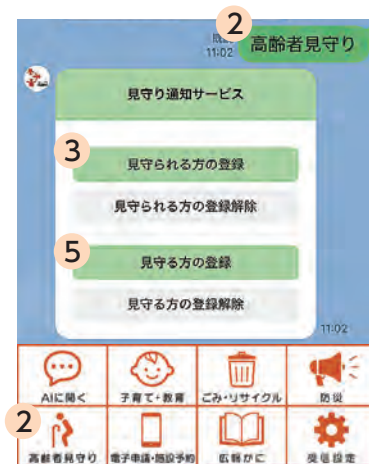 2
既読
11:02
高齢者見守り
見守り通知サービス
3
見守られる方の登録
見守られる方の登録解除
5
見守る方の登録
見守る方の登録解除
11:02
AIに聞く
子育て・教育
ごみ・リサイクル
防災
2
高齢者見守り
電子申請・施設予約
広報かに
受信設定